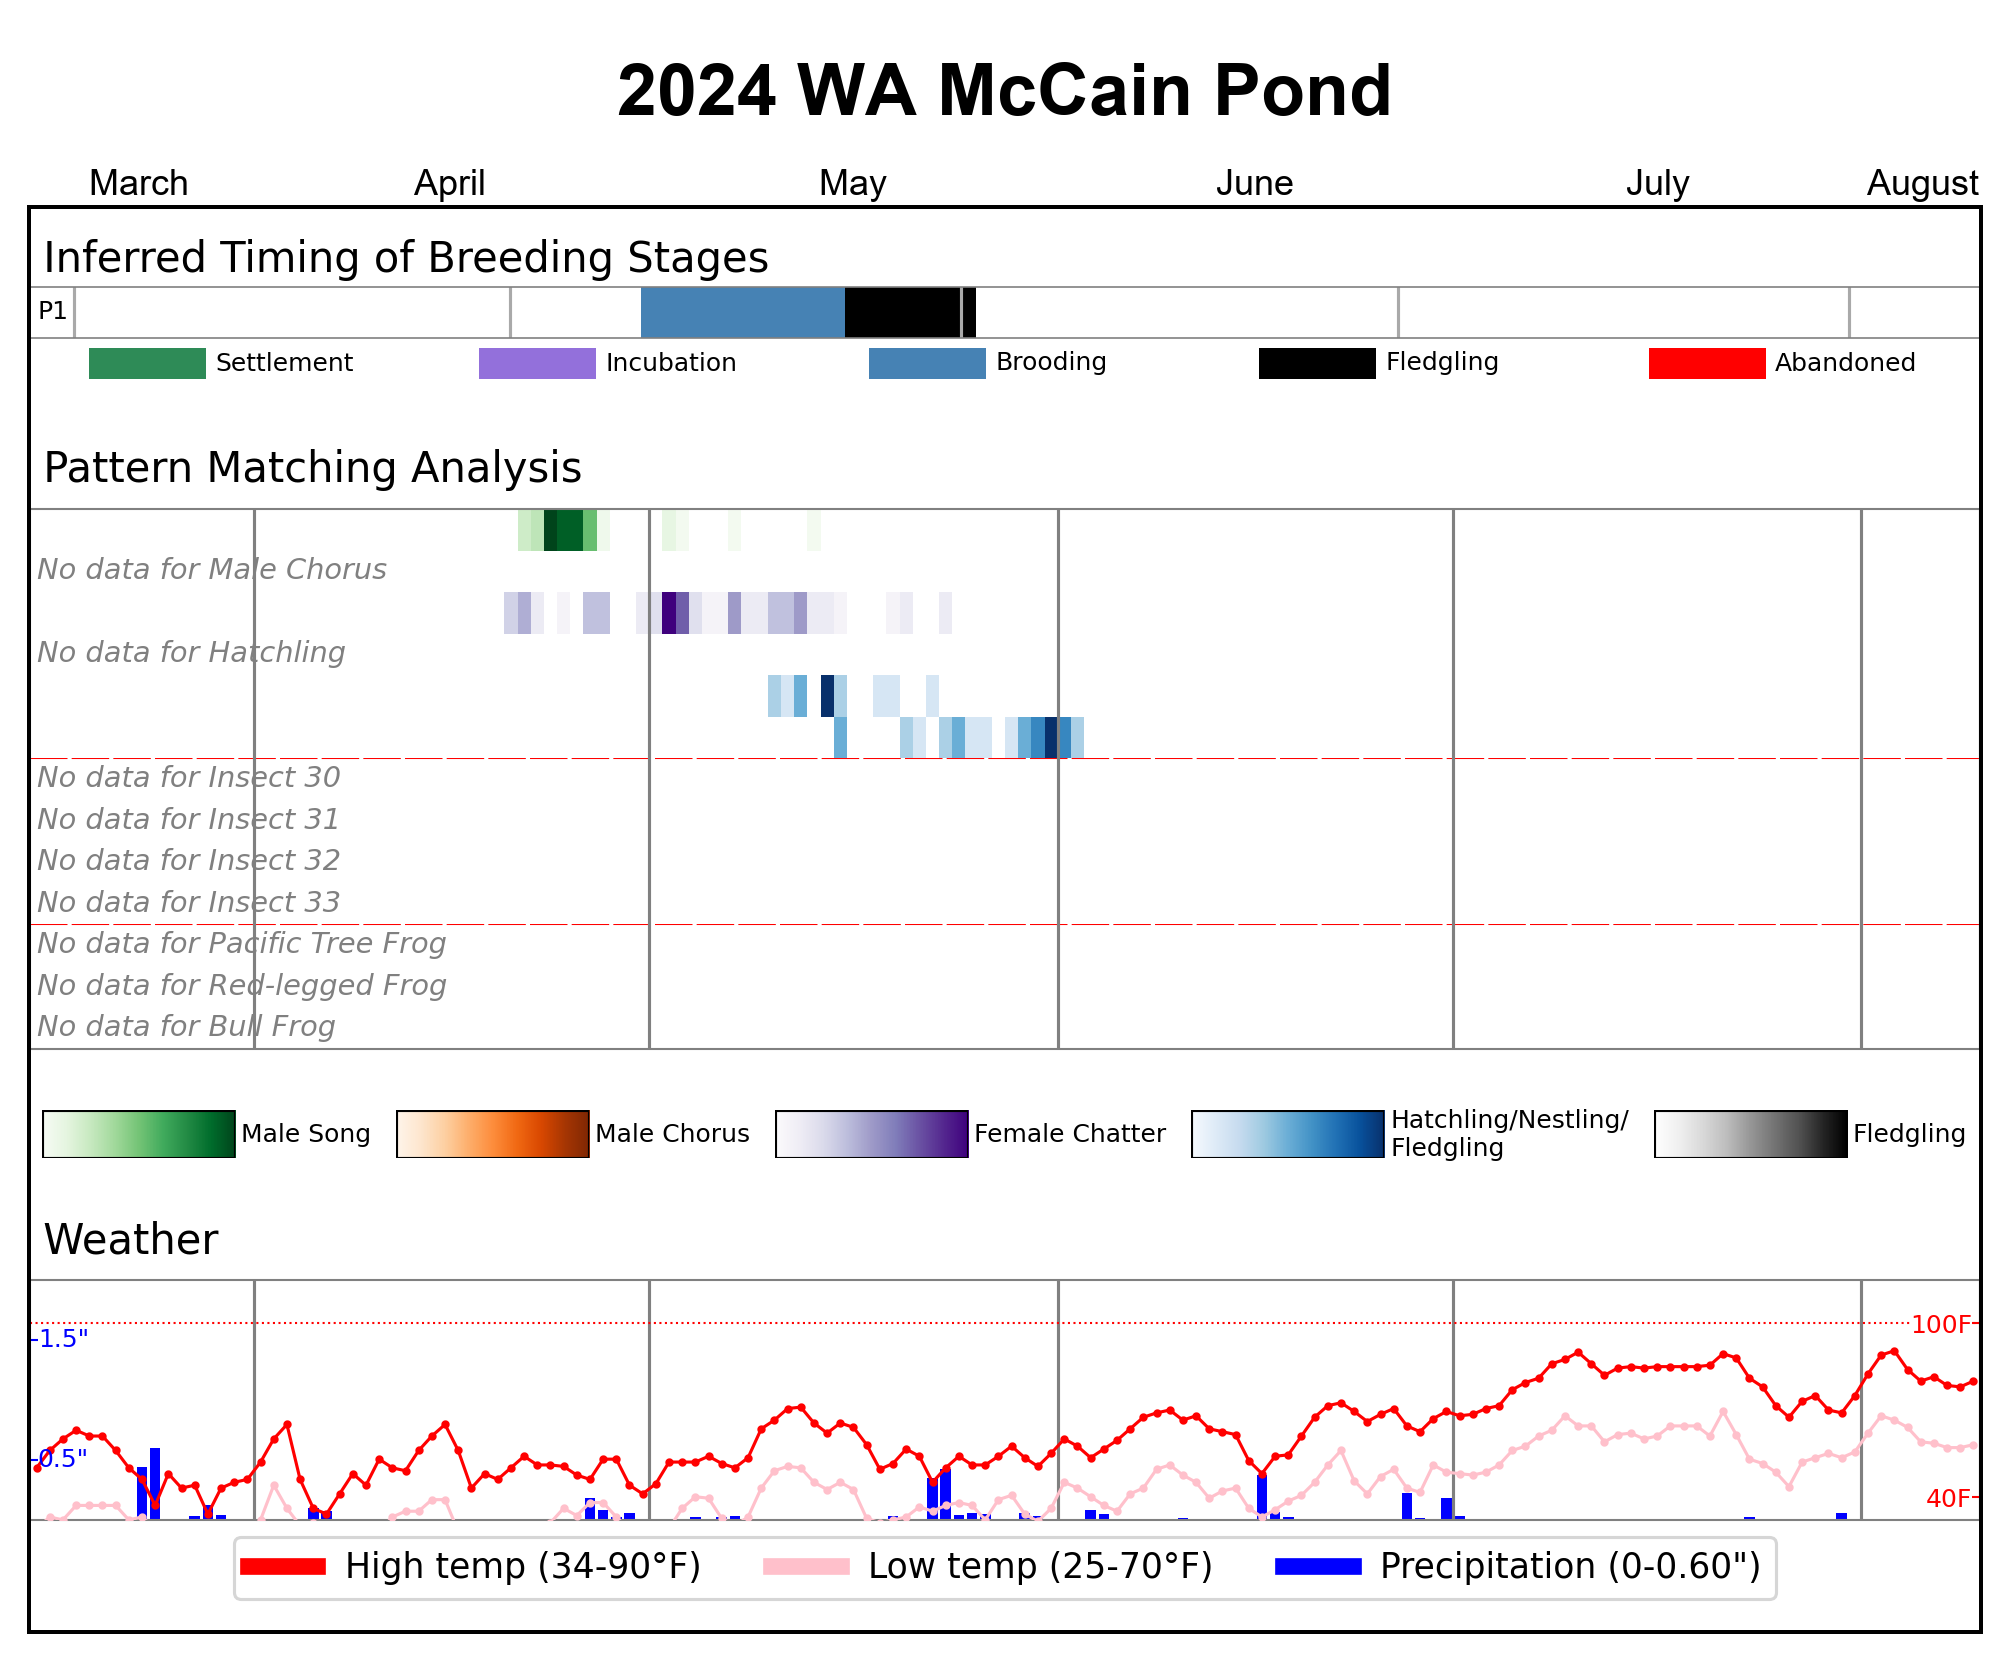 2024 WA McCain Pond
March April May June July August
Inferred Timing of Breeding Stages
P1
Settlement Incubation Brooding Fledgling Abandoned
Pattern Matching Analysis
No data for Male Chorus
No data for Hatchling
No data for Insect 30
No data for Insect 31
No data for Insect 32
No data for Insect 33
No data for Pacific Tree Frog
No data for Red-legged Frog
No data for Bull Frog
Male Song Male Chorus Female Chatter Hatchling/Nestling/
Fledgling Fledgling
Weather
1.5" 100F
0.5"
40F
High temp (34-90°F) Low temp (25-70°F) Precipitation (0-0.60")